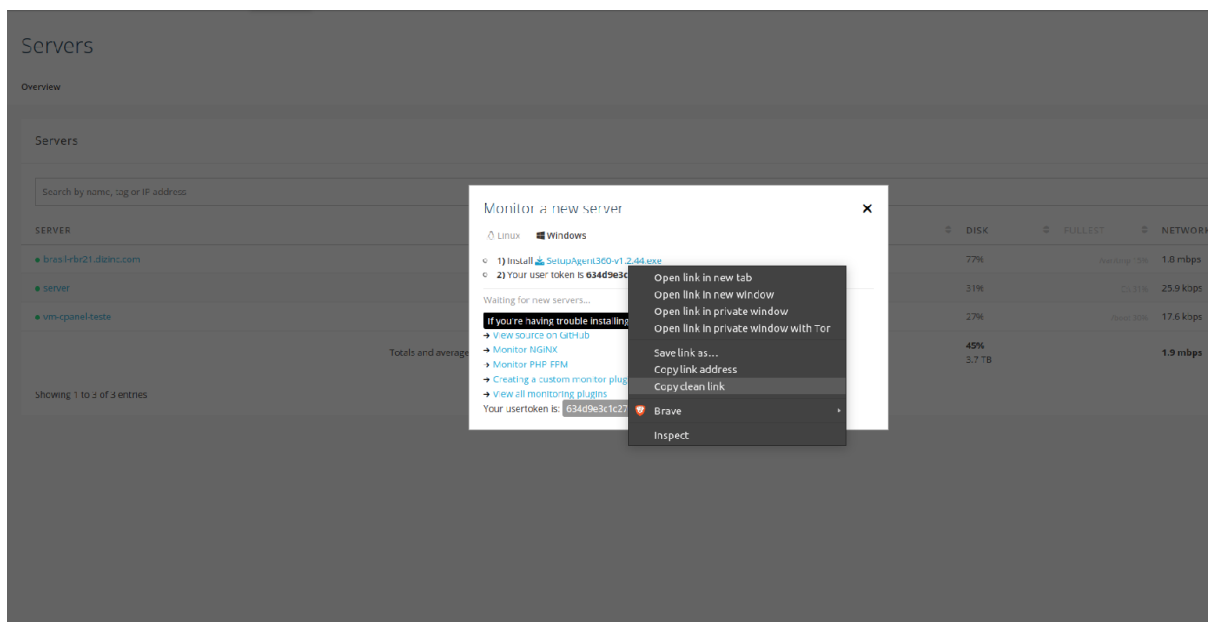 Servers
Overview
Servers
Search by name, tag or IP address
SERVER DISK FULLEST NETWORK
brasil-rbr21.dizinc.com 77% 1.8 mbps
server 31% 25.9 kbps
vm-cpanel-teste 27% 17.6 kbps
Totals and average 45% 1.9 mbps
3.7 TB
Showing 1 to 3 of 3 entries
Monitor a new server
Linux Windows
1) Install SetupAgent360-v1.2.44.exe
2) Your user token is 634d9e3c
Waiting for new servers...
If you're having trouble installing
→ View source on GitHub
→ Monitor NGINX
→ Monitor PHP FPM
→ Creating a custom monitor plug
→ View all monitoring plugins
Your usertoken is: 634d9e3c1c27
Open link in new tab
Open link in new window
Open link in private window
Open link in private window with Tor
Save link as...
Copy link address
Copy clean link
Brave
Inspect